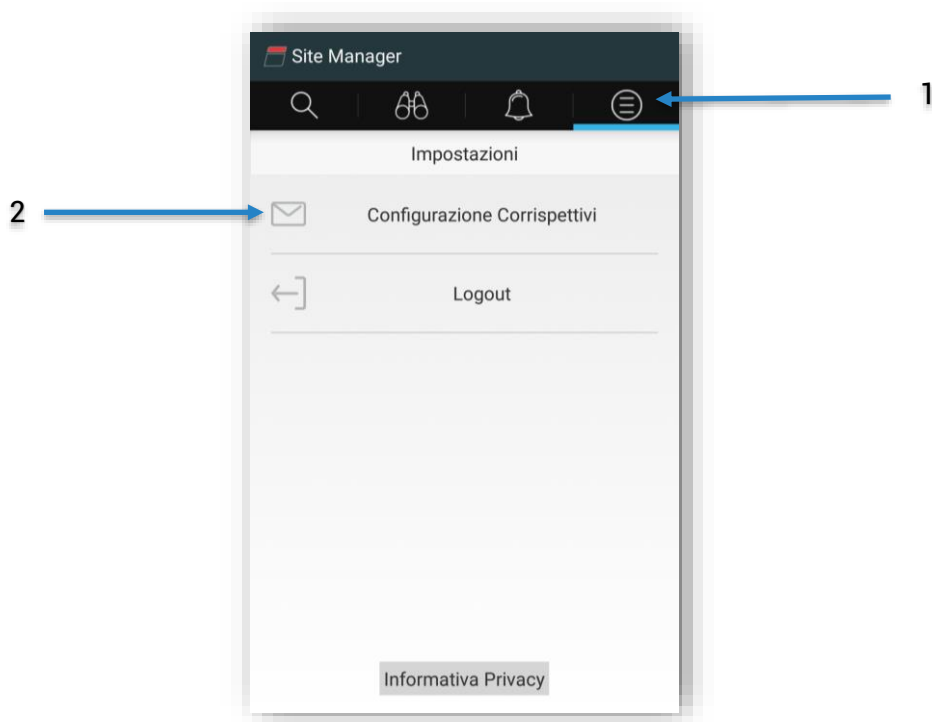 Site Manager
1
Impostazioni
2
Configurazione Corrispettivi
Logout
Informativa Privacy